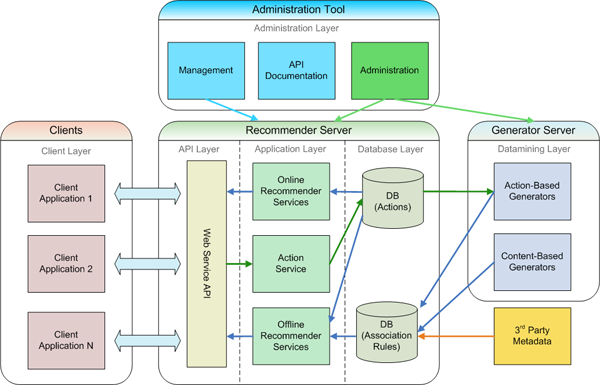 Administration Tool
Administration Layer
Management
API
Documentation
Administration
Clients
Recommender Server
Generator Server
Client Layer
API Layer
Application Layer
Database Layer
Datamining Layer
Client
Application 1
Online
Recommender
Services
DB
(Actions)
Action-Based
Generators
Web Service API
Client
Application 2
Action
Service
Content-Based
Generators
Client
Application N
Offline
Recommender
Services
DB
(Association
Rules)
3rd Party
Metadata